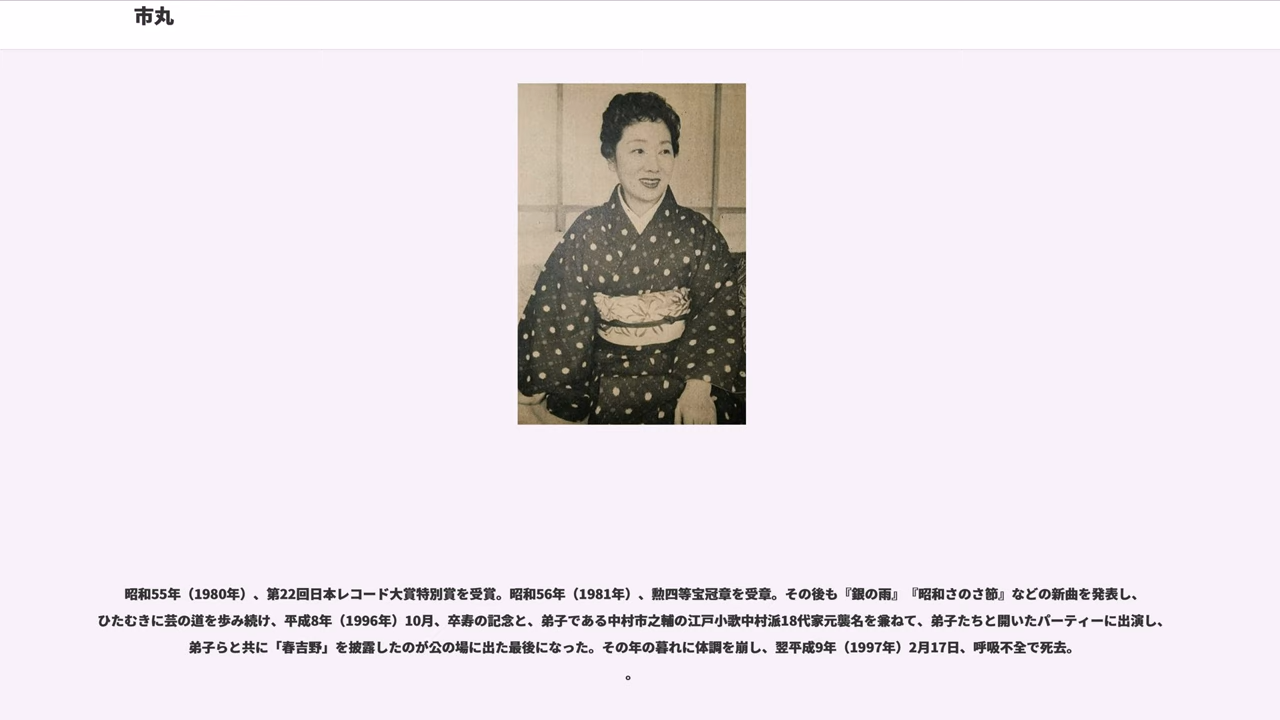 市丸
昭和55年（1980年）、第22回日本レコード大賞特別賞を受賞。昭和56年（1981年）、勲四等宝冠章を受章。その後も『銀の雨』『昭和さのさ節』などの新曲を発表し、
ひたむきに芸の道を歩み続け、平成8年（1996年）10月、卒寿の記念と、弟子である中村市之輔の江戸小歌中村派18代家元襲名を兼ねて、弟子たちと開いたパーティーに出演し、
弟子らと共に「春吉野」を披露したのが公の場に出た最後になった。その年の暮れに体調を崩し、翌平成9年（1997年）2月17日、呼吸不全で死去。
。